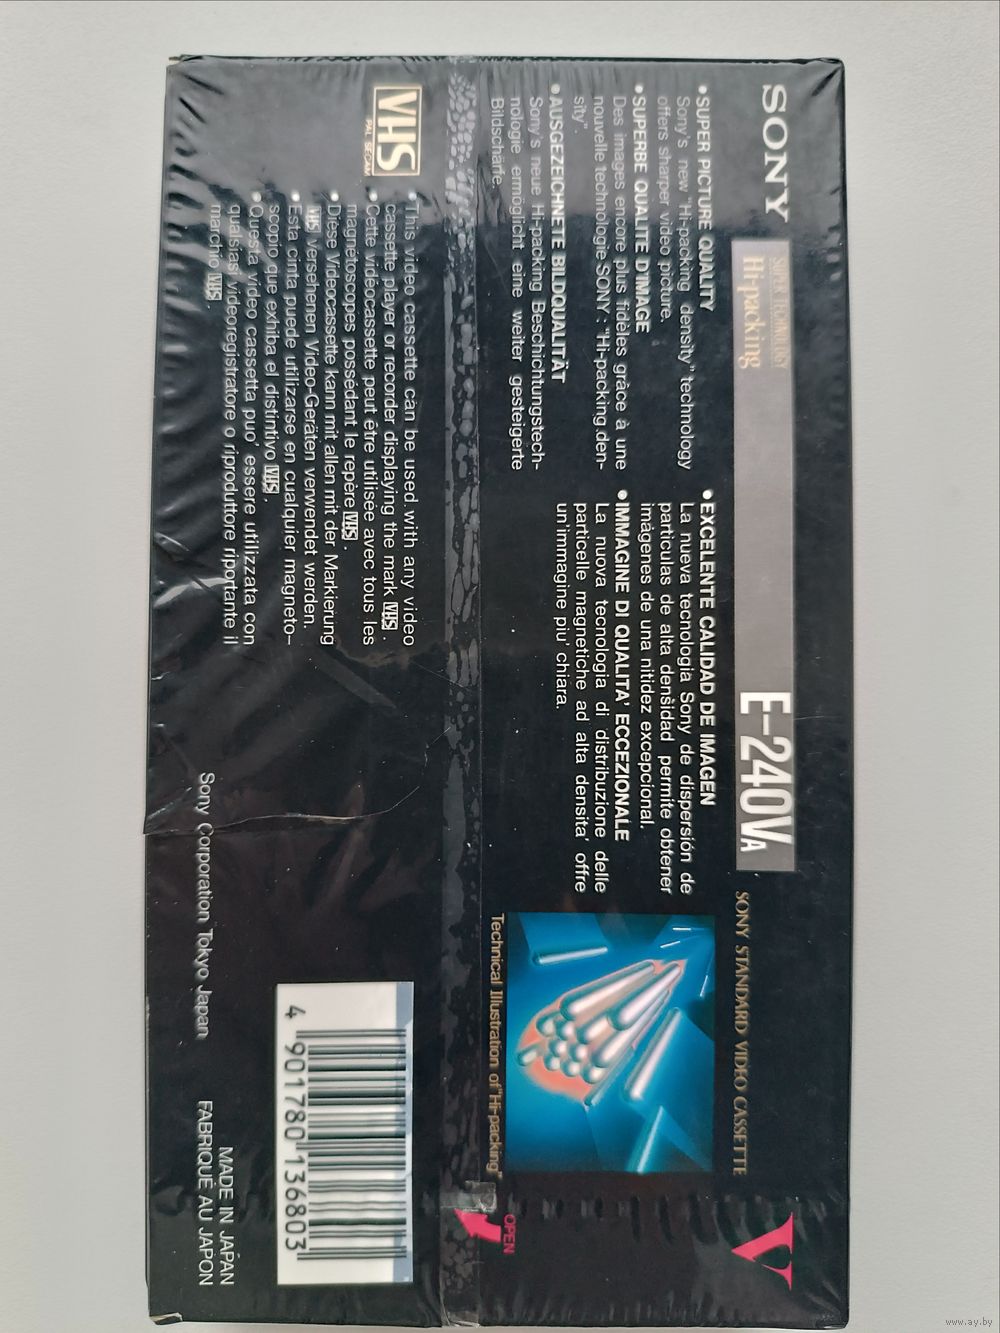 SONY
SUPER TECHNOLOGY
Hi-packing
E-240VA
SONY STANDARD VIDEO CASSETTE
V
•SUPER PICTURE QUALITY
Sony's new "Hi-packing density" technology
offers sharper video picture.
•SUPERBE QUALITE D'IMAGE
Des images encore plus fidèles grâce à une
nouvelle technologie SONY: "Hi-packing den-
sity".
•AUSGEZEICHNETE BILDQUALITÄT
Sony's neue Hi-packing Beschichtungstech-
nologie ermöglicht eine weiter gesteigerte
Bildschärfe.
•EXCELENTE CALIDAD DE IMAGEN
La nueva tecnologia Sony de dispersión de
particulas de alta densidad permite obtener
imágenes de una nitidez excepcional.
•IMMAGINE DI QUALITA' ECCEZIONALE
La nuova tecnologia di distribuzione delle
particelle magnetiche ad alta densita' offre
un'immagine piu' chiara.
Technical Illustration of "Hi-packing"
OPEN
VHS
PAL SECAM
•This video cassette can be used with any video
cassette player or recorder displaying the mark VHS.
•Cette vidéocassette peut être utilisée avec tous les
magnétoscopes possédant le repère VHS.
•Diese Videocassette kann mit allen mit der Markierung
VHS versehenen Video-Geräten verwendet werden.
•Esta cinta puede utilizarse en cualquier magneto-
scopio que exhiba el distintivo VHS.
•Questa video cassetta puo' essere utilizzata con
qualsiasi videoregistratore o riproduttore riportante il
marchio VHS.
4 901780 136803
Sony Corporation Tokyo Japan
MADE IN JAPAN
FABRIQUÉ AU JAPON
www.ay.by